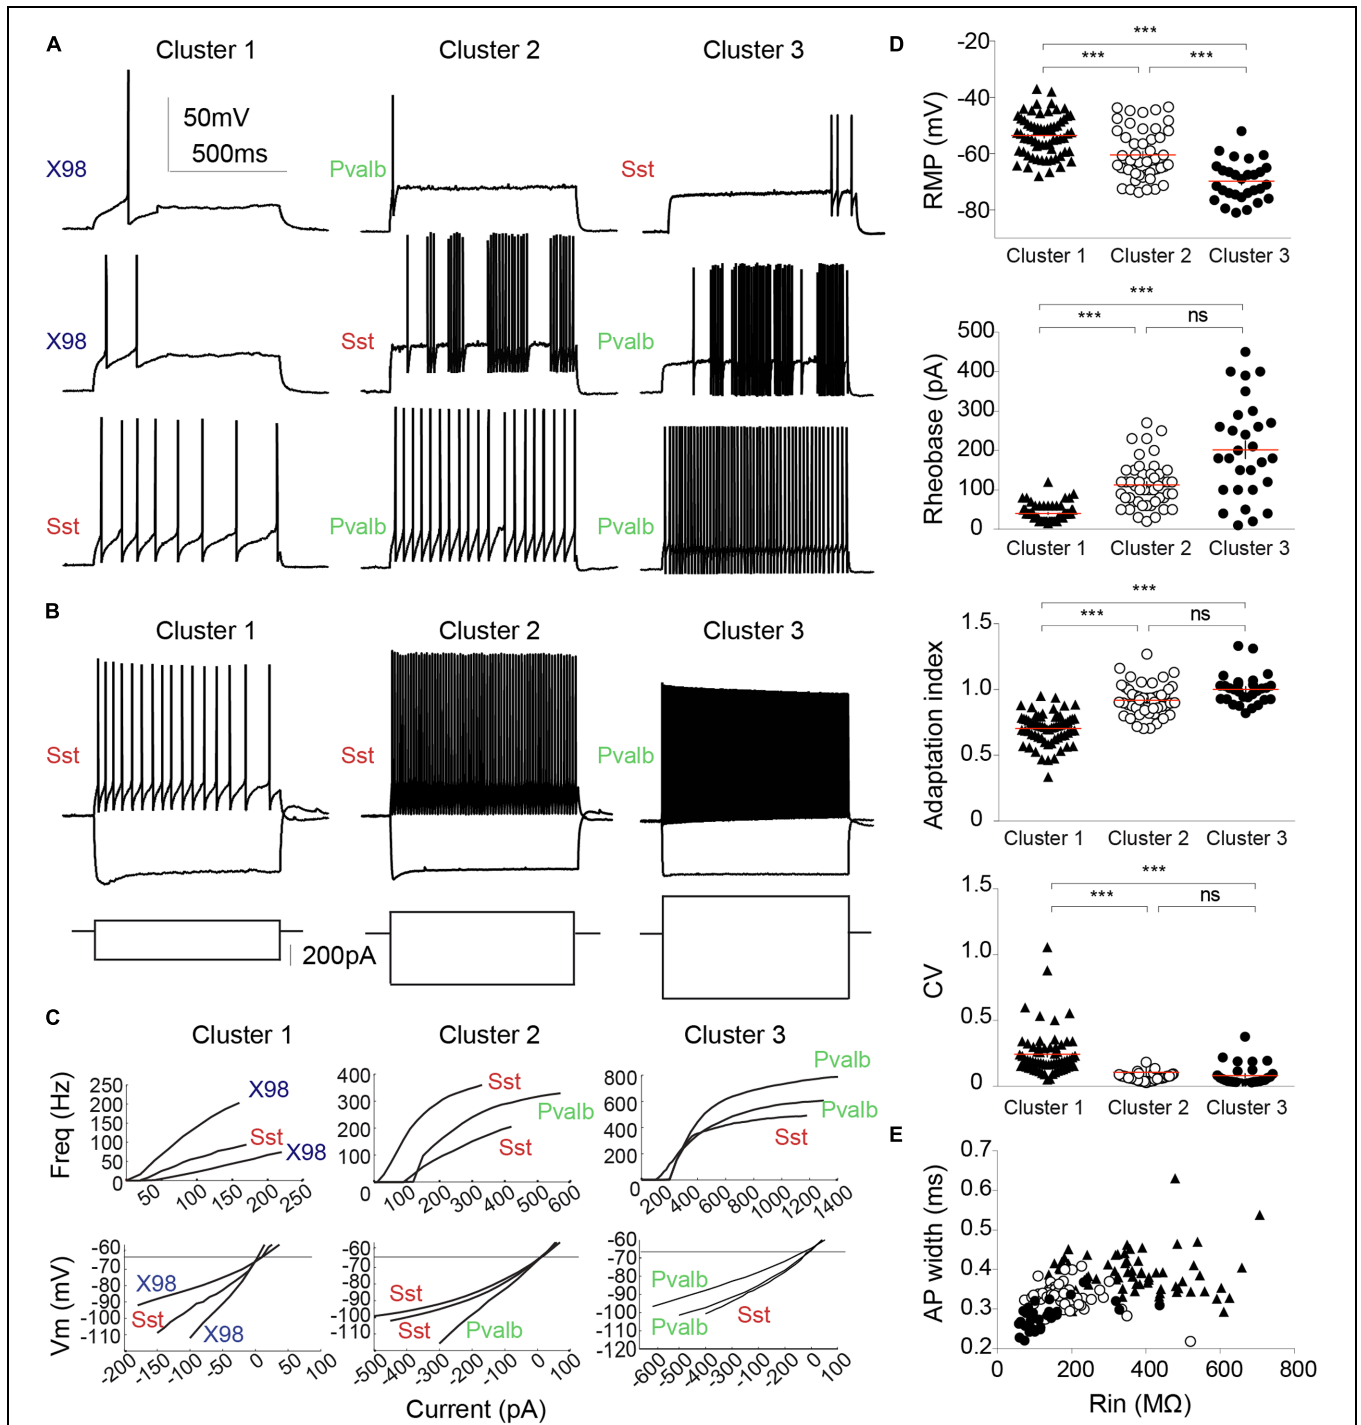 A
Cluster 1
Cluster 2
Cluster 3
50mV
500ms
X98
Pvalb
Sst
X98
Sst
Pvalb
Sst
Pvalb
Pvalb
B
Cluster 1
Cluster 2
Cluster 3
Sst
Sst
Pvalb
200pA
C
Cluster 1
Cluster 2
Cluster 3
Freq (Hz)
250
200
150
100
50
0
50
100
150
200
250
X98
Sst
X98
400
300
200
100
0
100
200
300
400
500
600
Sst
Pvalb
Sst
800
600
400
200
0
200
400
600
800
1000
1200
1400
Pvalb
Pvalb
Sst
Vm (mV)
-60
-70
-80
-90
-100
-110
-200
-150
-100
-50
0
50
100
X98
Sst
X98
-60
-70
-80
-90
-100
-110
-500
-400
-300
-200
-100
0
100
Sst
Sst
Pvalb
-60
-70
-80
-90
-100
-110
-120
-600
-500
-400
-300
-200
-100
0
100
Pvalb
Pvalb
Sst
Current (pA)
D
RMP (mV)
-20
-40
-60
-80
***
***
***
Cluster 1
Cluster 2
Cluster 3
Rheobase (pA)
500
400
300
200
100
0
***
***
ns
Cluster 1
Cluster 2
Cluster 3
Adaptation index
1.5
1.0
0.5
0
***
***
ns
Cluster 1
Cluster 2
Cluster 3
CV
1.5
1.0
0.5
0
***
***
ns
Cluster 1
Cluster 2
Cluster 3
E
AP width (ms)
0.7
0.6
0.5
0.4
0.3
0.2
0
200
400
600
800
Rin (MΩ)